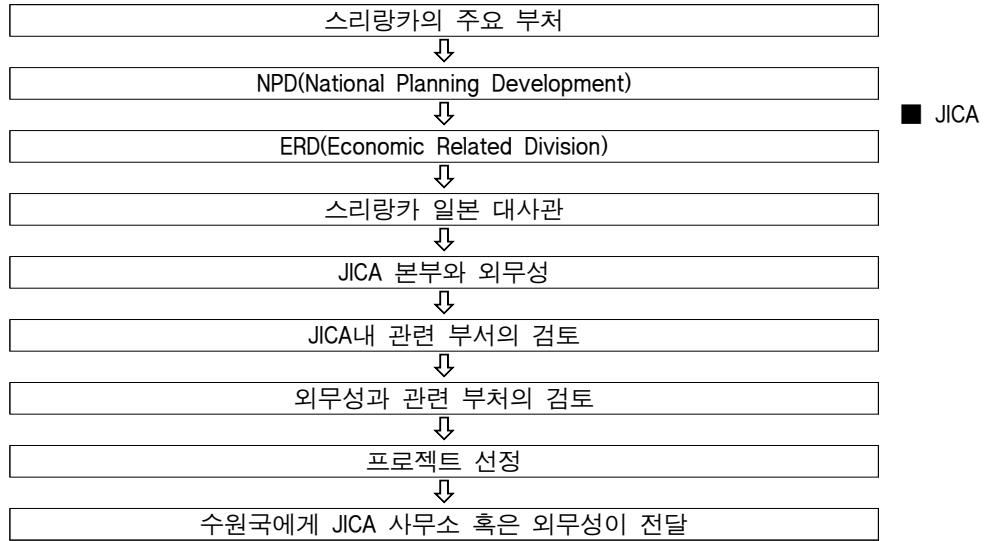 스리랑카의 주요 부처
NPD(National Planning Development)
■ JICA
ERD(Economic Related Division)
스리랑카 일본 대사관
JICA 본부와 외무성
JICA내 관련 부서의 검토
외무성과 관련 부처의 검토
프로젝트 선정
수원국에게 JICA 사무소 혹은 외무성이 전달